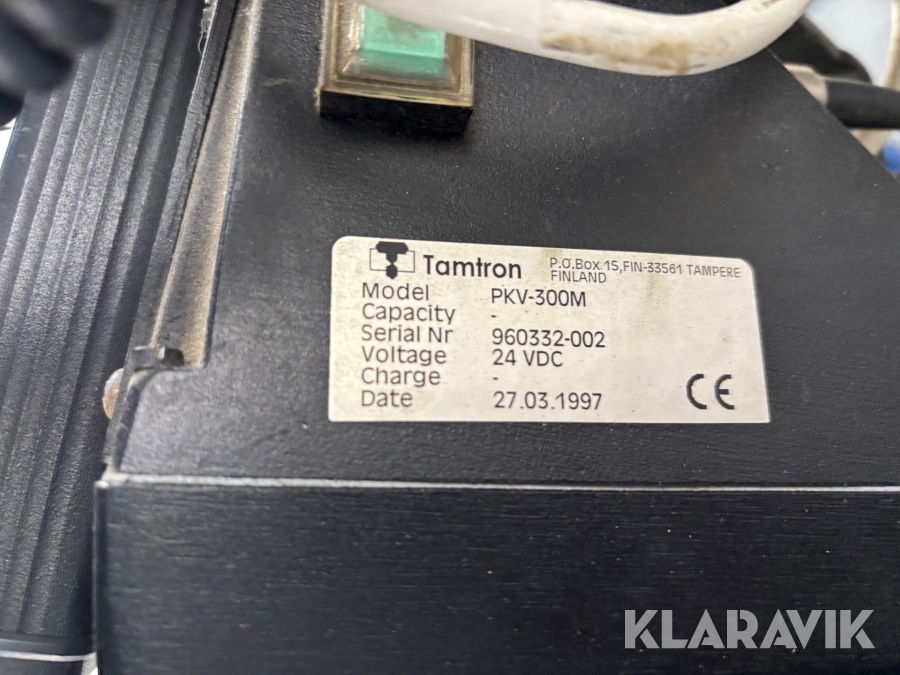 Tamtron P.O.Box 15,FIN-33561 TAMPERE
FINLAND
Model PKV-300M
Capacity -
Serial Nr 960332-002
Voltage 24 VDC
Charge -
Date 27.03.1997 CE
KLARAVIK